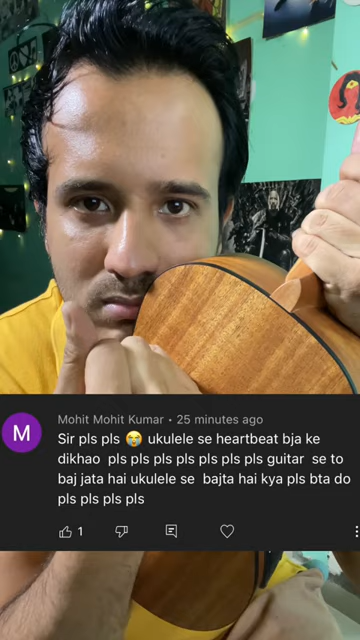 M
Mohit Mohit Kumar • 25 minutes ago
Sir pls pls 😭 ukulele se heartbeat bja ke
dikhao pls pls pls pls pls pls pls guitar se to
baj jata hai ukulele se bajta hai kya pls bta do
pls pls pls pls
1